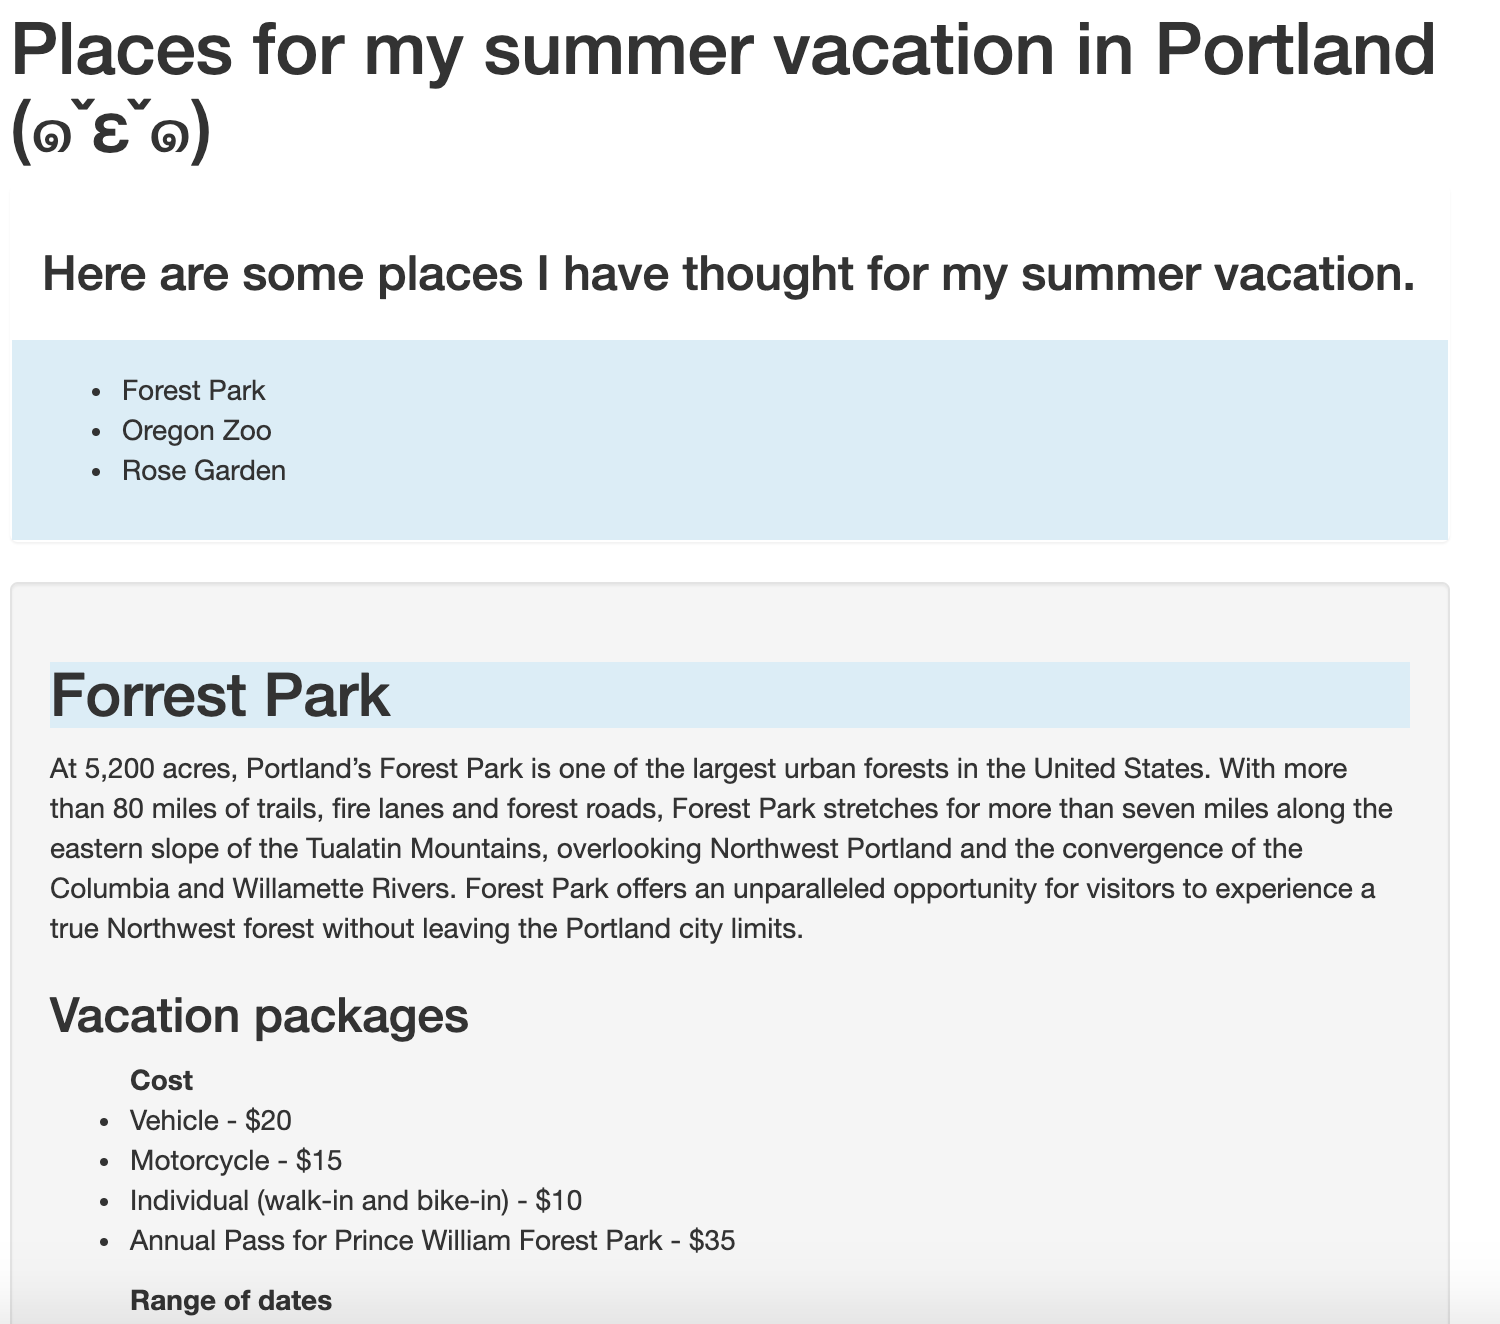 Places for my summer vacation in Portland
(๑˘ε˘๑)
Here are some places I have thought for my summer vacation.
• Forest Park
• Oregon Zoo
• Rose Garden
Forrest Park
At 5,200 acres, Portland’s Forest Park is one of the largest urban forests in the United States. With more
than 80 miles of trails, fire lanes and forest roads, Forest Park stretches for more than seven miles along the
eastern slope of the Tualatin Mountains, overlooking Northwest Portland and the convergence of the
Columbia and Willamette Rivers. Forest Park offers an unparalleled opportunity for visitors to experience a
true Northwest forest without leaving the Portland city limits.
Vacation packages
Cost
• Vehicle - $20
• Motorcycle - $15
• Individual (walk-in and bike-in) - $10
• Annual Pass for Prince William Forest Park - $35
Range of dates